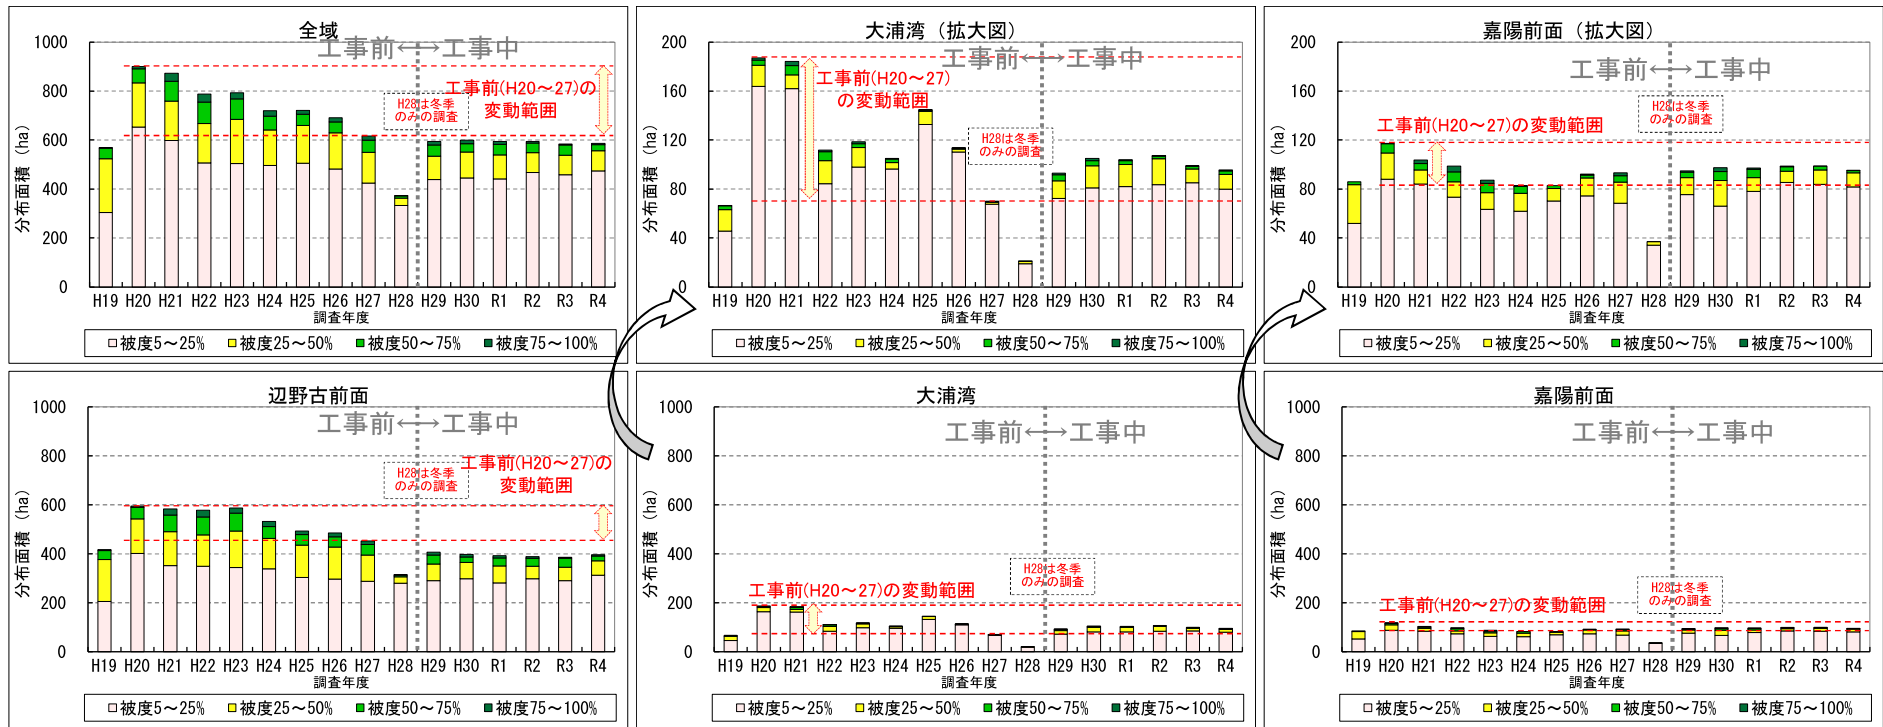 全域
工事前←→工事中
1000
800
600
400
200
0
分布面積（ha）
工事前(H20～27)の
変動範囲
H28は冬季
のみの調査
H19 H20 H21 H22 H23 H24 H25 H26 H27 H28 H29 H30 R1 R2 R3 R4
調査年度
被度5～25% 被度25～50% 被度50～75% 被度75～100%
大浦湾（拡大図）
工事前←→工事中
200
160
120
80
40
0
分布面積（ha）
工事前(H20～27)
の変動範囲
H28は冬季
のみの調査
H19 H20 H21 H22 H23 H24 H25 H26 H27 H28 H29 H30 R1 R2 R3 R4
調査年度
被度5～25% 被度25～50% 被度50～75% 被度75～100%
嘉陽前面（拡大図）
工事前←→工事中
200
160
120
80
40
0
分布面積（ha）
H28は冬季
のみの調査
工事前(H20～27)の変動範囲
H19 H20 H21 H22 H23 H24 H25 H26 H27 H28 H29 H30 R1 R2 R3 R4
調査年度
被度5～25% 被度25～50% 被度50～75% 被度75～100%
辺野古前面
工事前←→工事中
1000
800
600
400
200
0
分布面積（ha）
工事前(H20～27)の
変動範囲
H28は冬季
のみの調査
H19 H20 H21 H22 H23 H24 H25 H26 H27 H28 H29 H30 R1 R2 R3 R4
調査年度
被度5～25% 被度25～50% 被度50～75% 被度75～100%
大浦湾
工事前←→工事中
1000
800
600
400
200
0
分布面積（ha）
H28は冬季
のみの調査
工事前(H20～27)の変動範囲
H19 H20 H21 H22 H23 H24 H25 H26 H27 H28 H29 H30 R1 R2 R3 R4
調査年度
被度5～25% 被度25～50% 被度50～75% 被度75～100%
嘉陽前面
工事前←→工事中
1000
800
600
400
200
0
分布面積（ha）
H28は冬季
のみの調査
工事前(H20～27)の変動範囲
H19 H20 H21 H22 H23 H24 H25 H26 H27 H28 H29 H30 R1 R2 R3 R4
調査年度
被度5～25% 被度25～50% 被度50～75% 被度75～100%